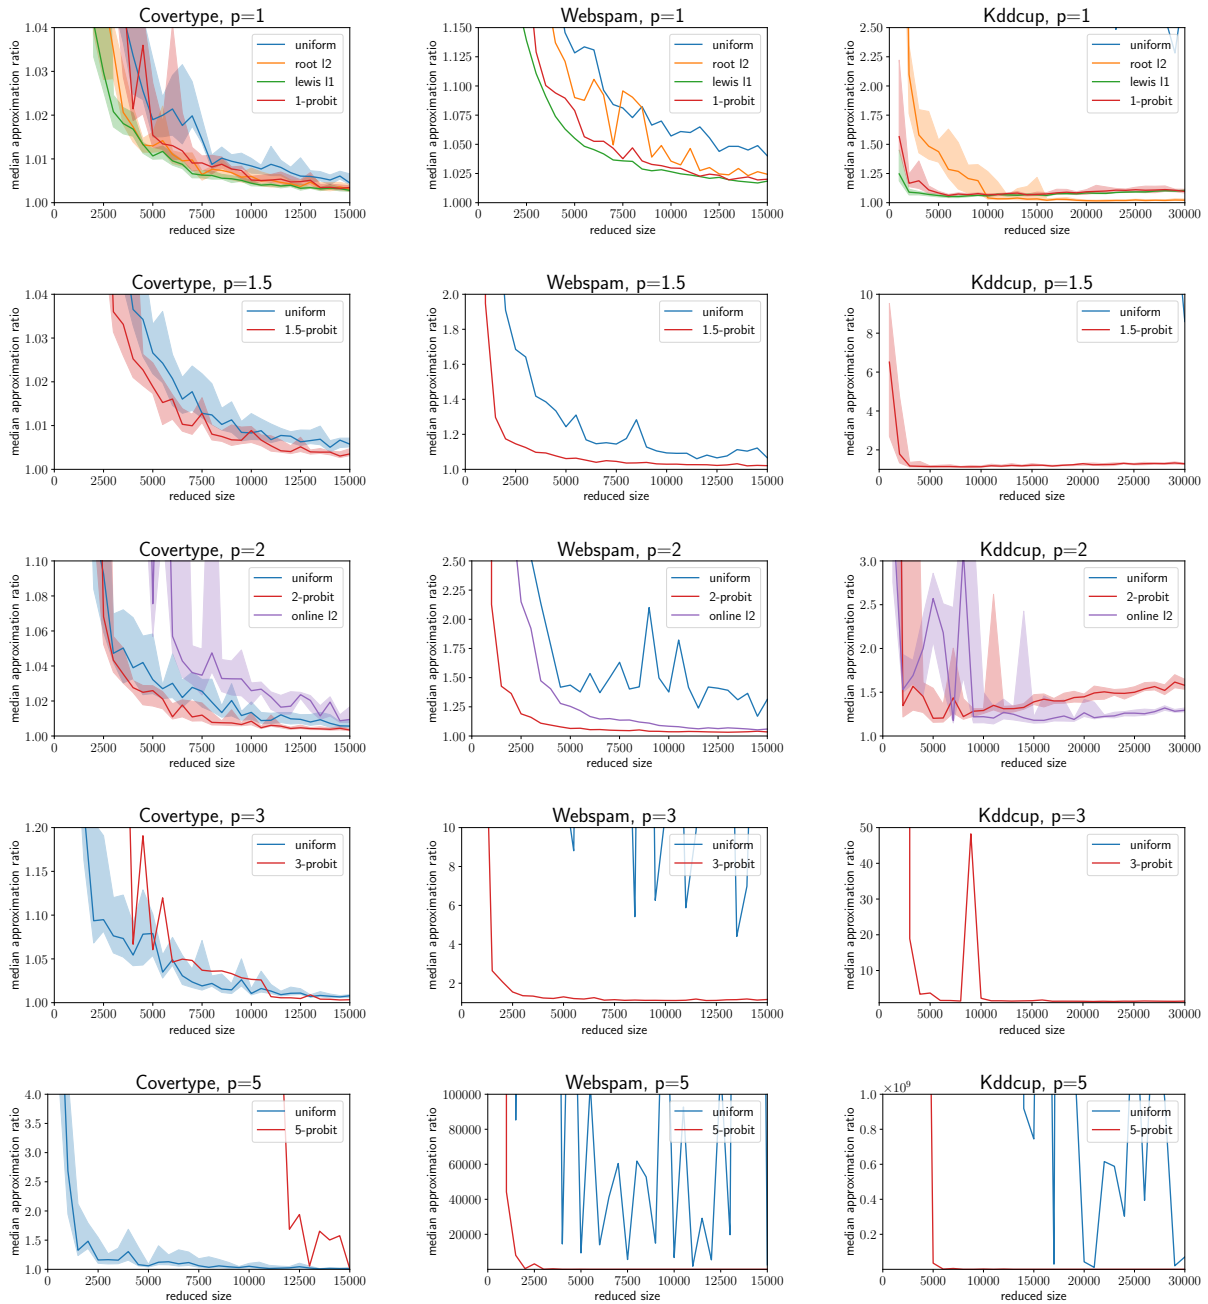 Covertype, p=1
median approximation ratio
1.04
1.03
1.02
1.01
1.00
uniform
root l2
lewis l1
1-probit
0 2500 5000 7500 10000 12500 15000
reduced size
Webspam, p=1
median approximation ratio
1.150
1.125
1.100
1.075
1.050
1.025
1.000
uniform
root l2
lewis l1
1-probit
0 2500 5000 7500 10000 12500 15000
reduced size
Kddcup, p=1
median approximation ratio
2.50
2.25
2.00
1.75
1.50
1.25
1.00
uniform
root l2
lewis l1
1-probit
0 5000 10000 15000 20000 25000 30000
reduced size
Covertype, p=1.5
median approximation ratio
1.04
1.03
1.02
1.01
1.00
uniform
1.5-probit
0 2500 5000 7500 10000 12500 15000
reduced size
Webspam, p=1.5
median approximation ratio
2.0
1.8
1.6
1.4
1.2
1.0
uniform
1.5-probit
0 2500 5000 7500 10000 12500 15000
reduced size
Kddcup, p=1.5
median approximation ratio
10
8
6
4
2
uniform
1.5-probit
0 5000 10000 15000 20000 25000 30000
reduced size
Covertype, p=2
median approximation ratio
1.10
1.08
1.06
1.04
1.02
1.00
uniform
2-probit
online l2
0 2500 5000 7500 10000 12500 15000
reduced size
Webspam, p=2
median approximation ratio
2.50
2.25
2.00
1.75
1.50
1.25
1.00
uniform
2-probit
online l2
0 2500 5000 7500 10000 12500 15000
reduced size
Kddcup, p=2
median approximation ratio
3.0
2.5
2.0
1.5
1.0
uniform
2-probit
online l2
0 5000 10000 15000 20000 25000 30000
reduced size
Covertype, p=3
median approximation ratio
1.20
1.15
1.10
1.05
1.00
uniform
3-probit
0 2500 5000 7500 10000 12500 15000
reduced size
Webspam, p=3
median approximation ratio
10
8
6
4
2
uniform
3-probit
0 2500 5000 7500 10000 12500 15000
reduced size
Kddcup, p=3
median approximation ratio
50
40
30
20
10
uniform
3-probit
0 5000 10000 15000 20000 25000 30000
reduced size
Covertype, p=5
median approximation ratio
4.0
3.5
3.0
2.5
2.0
1.5
1.0
uniform
5-probit
0 2500 5000 7500 10000 12500 15000
reduced size
Webspam, p=5
median approximation ratio
100000
80000
60000
40000
20000
uniform
5-probit
0 2500 5000 7500 10000 12500 15000
reduced size
Kddcup, p=5
×10⁹
median approximation ratio
1.0
0.8
0.6
0.4
0.2
uniform
5-probit
0 5000 10000 15000 20000 25000 30000
reduced size